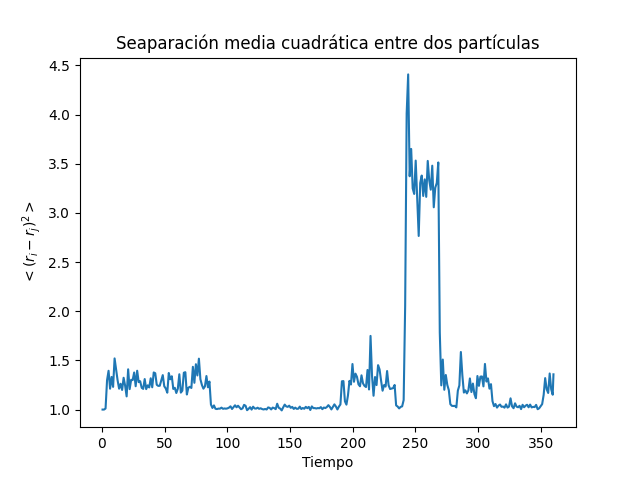 Seaparación media cuadrática entre dos partículas
4.5
4.0
3.5
3.0
2.5
2.0
1.5
1.0
< (r_i − r_j)^2 >
0 50 100 150 200 250 300 350
Tiempo